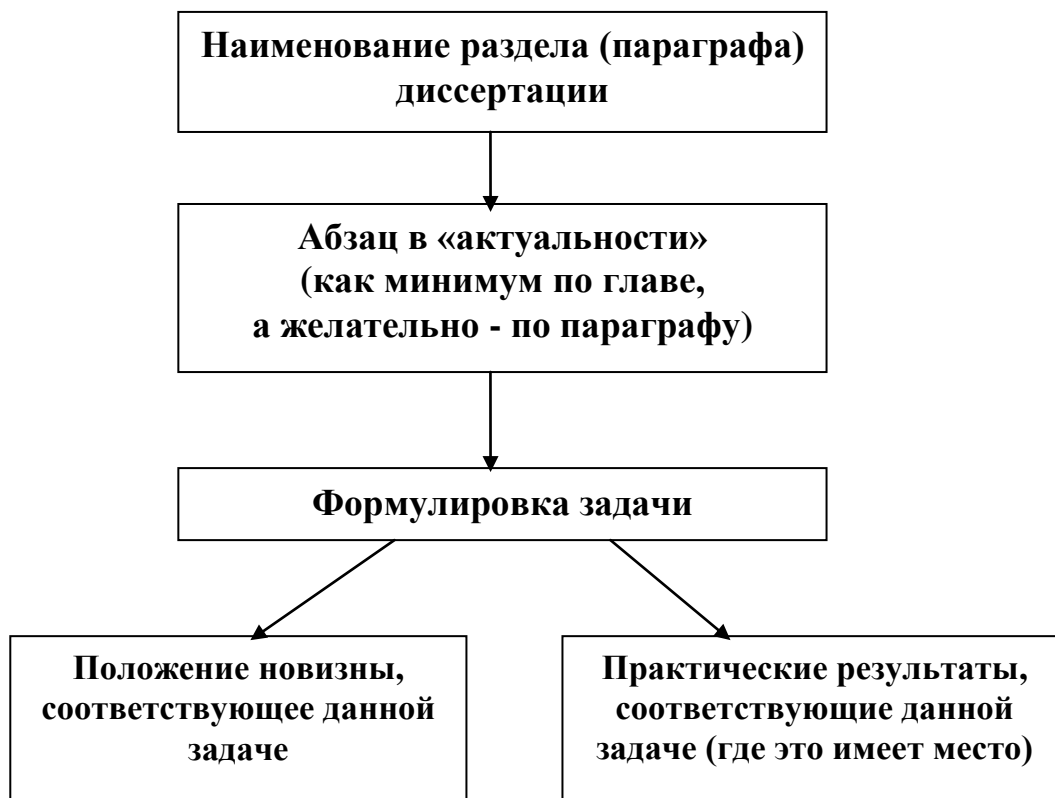 Наименование раздела (параграфа)
диссертации
Абзац в «актуальности»
(как минимум по главе,
а желательно - по параграфу)
Формулировка задачи
Положение новизны,
соответствующее данной
задаче
Практические результаты,
соответствующие данной
задаче (где это имеет место)